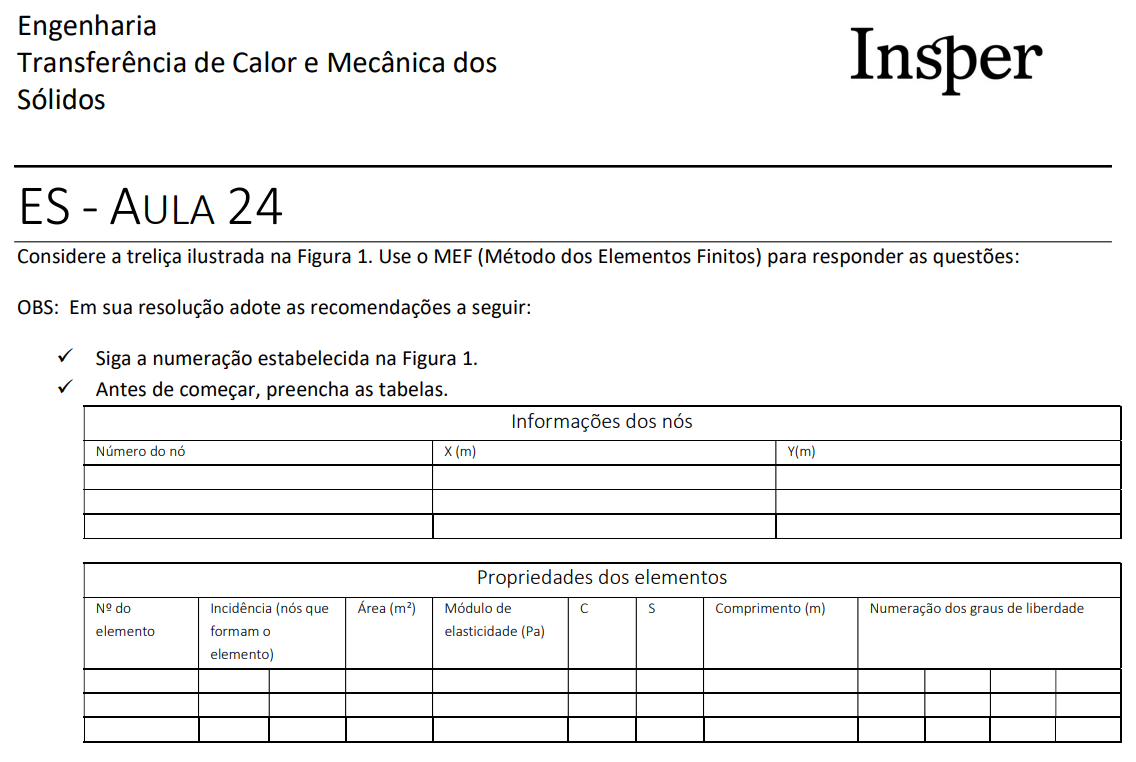 Engenharia
Transferência de Calor e Mecânica dos
Sólidos
Insper
ES - AULA 24
Considere a treliça ilustrada na Figura 1. Use o MEF (Método dos Elementos Finitos) para responder as questões:
OBS:  Em sua resolução adote as recomendações a seguir:
✓ Siga a numeração estabelecida na Figura 1.
✓ Antes de começar, preencha as tabelas.
Informações dos nós
Número do nó X (m) Y(m)
Propriedades dos elementos
Nº do Incidência (nós que Área (m²) Módulo de C S Comprimento (m) Numeração dos graus de liberdade
elemento formam o elasticidade (Pa)
elemento)